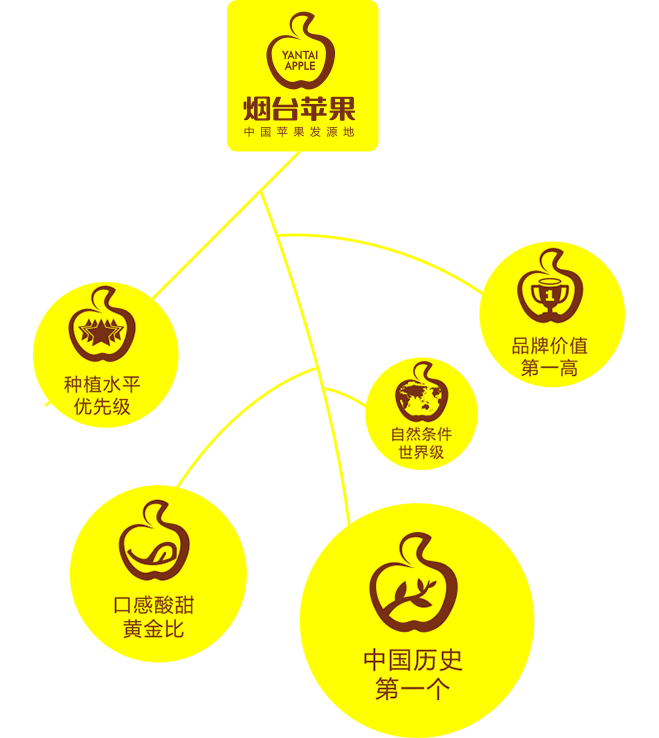 YANTAI
APPLE
烟台苹果
中国苹果发源地
品牌价值
第一高
种植水平
优先级
自然条件
世界级
口感酸甜
黄金比
中国历史
第一个
1